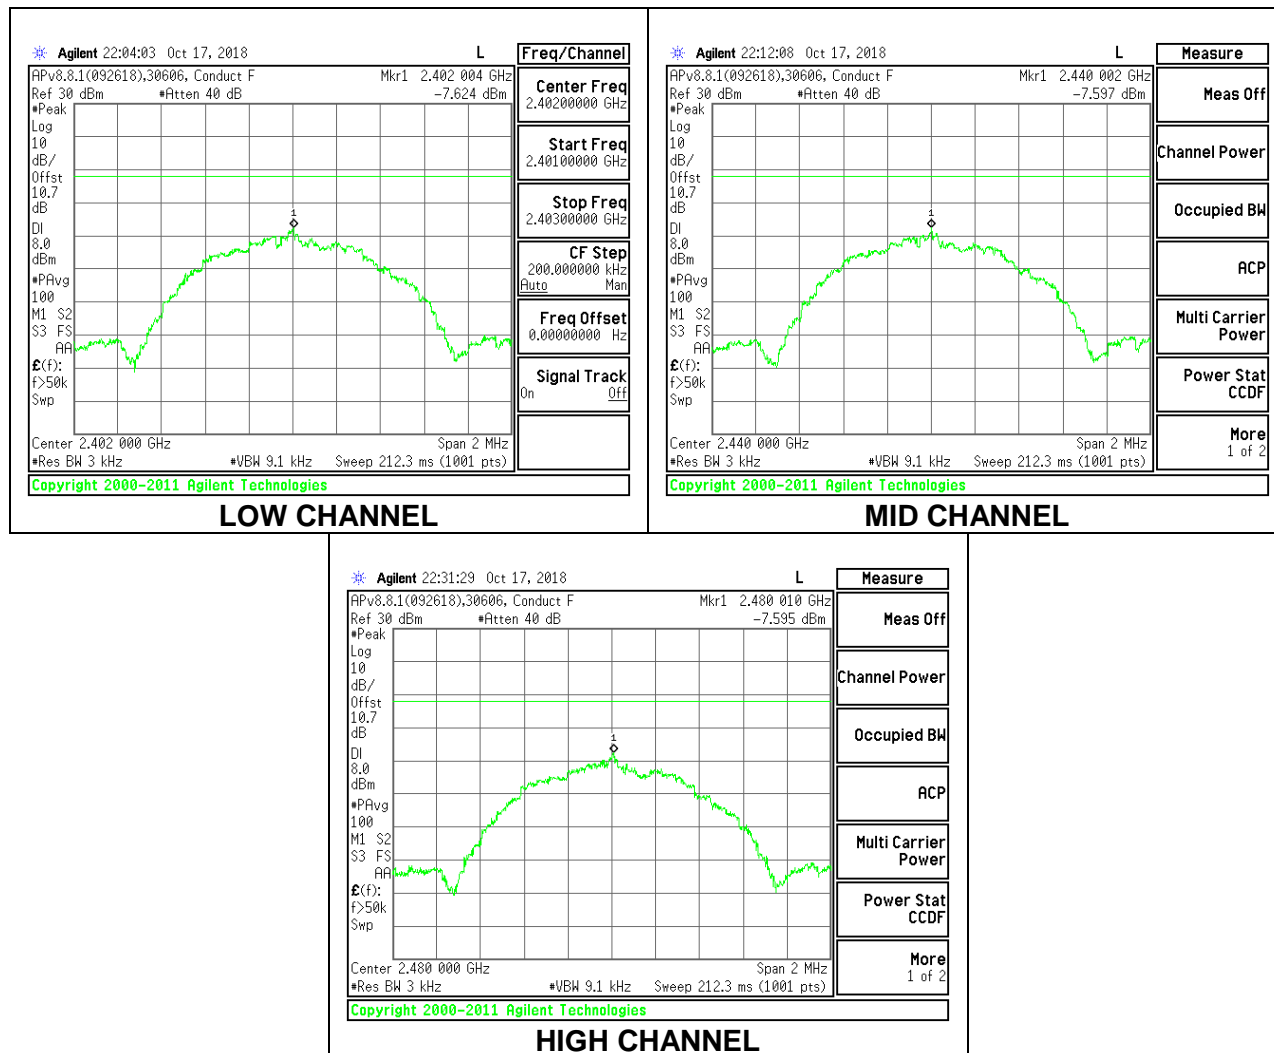 Agilent 22:04:03 Oct 17, 2018 L Freq/Channel
APv8.8.1(092618),30606, Conduct F Mkr1 2.402 004 GHz
Ref 30 dBm #Atten 40 dB -7.624 dBm
#Peak
Log
10
dB/
Offst
10.7
dB
DI
8.0
dBm
#PAvg
100
M1 S2
S3 FS
AA
£(f):
f>50k
Swp
1
Center 2.402 000 GHz Span 2 MHz
#Res BW 3 kHz #VBW 9.1 kHz Sweep 212.3 ms (1001 pts)
Copyright 2000-2011 Agilent Technologies
Center Freq
2.40200000 GHz
Start Freq
2.40100000 GHz
Stop Freq
2.40300000 GHz
CF Step
200.000000 kHz
Auto Man
Freq Offset
0.00000000 Hz
Signal Track
On Off
LOW CHANNEL
Agilent 22:12:08 Oct 17, 2018 L Measure
APv8.8.1(092618),30606, Conduct F Mkr1 2.440 002 GHz
Ref 30 dBm #Atten 40 dB -7.597 dBm
#Peak
Log
10
dB/
Offst
10.7
dB
DI
8.0
dBm
#PAvg
100
M1 S2
S3 FS
AA
£(f):
f>50k
Swp
1
Center 2.440 000 GHz Span 2 MHz
#Res BW 3 kHz #VBW 9.1 kHz Sweep 212.3 ms (1001 pts)
Copyright 2000-2011 Agilent Technologies
Meas Off
Channel Power
Occupied BW
ACP
Multi Carrier
Power
Power Stat
CCDF
More
1 of 2
MID CHANNEL
Agilent 22:31:29 Oct 17, 2018 L Measure
APv8.8.1(092618),30606, Conduct F Mkr1 2.480 010 GHz
Ref 30 dBm #Atten 40 dB -7.595 dBm
#Peak
Log
10
dB/
Offst
10.7
dB
DI
8.0
dBm
#PAvg
100
M1 S2
S3 FS
AA
£(f):
f>50k
Swp
1
Center 2.480 000 GHz Span 2 MHz
#Res BW 3 kHz #VBW 9.1 kHz Sweep 212.3 ms (1001 pts)
Copyright 2000-2011 Agilent Technologies
Meas Off
Channel Power
Occupied BW
ACP
Multi Carrier
Power
Power Stat
CCDF
More
1 of 2
HIGH CHANNEL